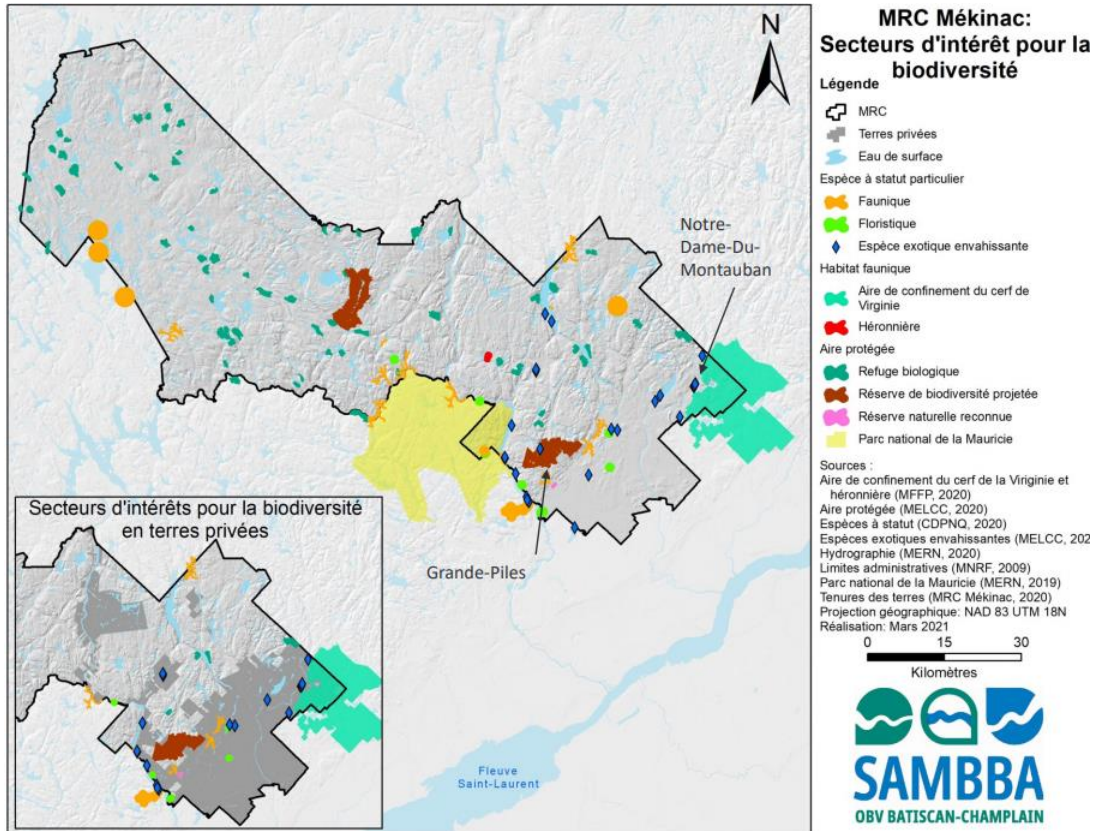 MRC Mékinac:
Secteurs d'intérêt pour la
biodiversité
Légende
MRC
Terres privées
Eau de surface
Espèce à statut particulier
Faunique
Floristique
Espèce exotique envahissante
Habitat faunique
Aire de confinement du cerf de
Virginie
Héronnière
Aire protégée
Refuge biologique
Réserve de biodiversité projetée
Réserve naturelle reconnue
Parc national de la Mauricie
Sources :
Aire de confinement du cerf de la Viriginie et
héronnière (MFFP, 2020)
Aire protégée (MELCC, 2020)
Espèces à statut (CDPNQ, 2020)
Espèces exotiques envahissantes (MELCC, 202
Hydrographie (MERN, 2020)
Limites administratives (MNRF, 2009)
Parc national de la Mauricie (MERN, 2019)
Tenures des terres (MRC Mékinac, 2020)
Projection géographique: NAD 83 UTM 18N
Réalisation: Mars 2021
0 15 30
Kilomètres
SAMBBA
OBV BATISCAN-CHAMPLAIN
N
Notre-
Dame-Du-
Montauban
Grande-Piles
Fleuve
Saint-Laurent
Secteurs d'intérêts pour la biodiversité
en terres privées